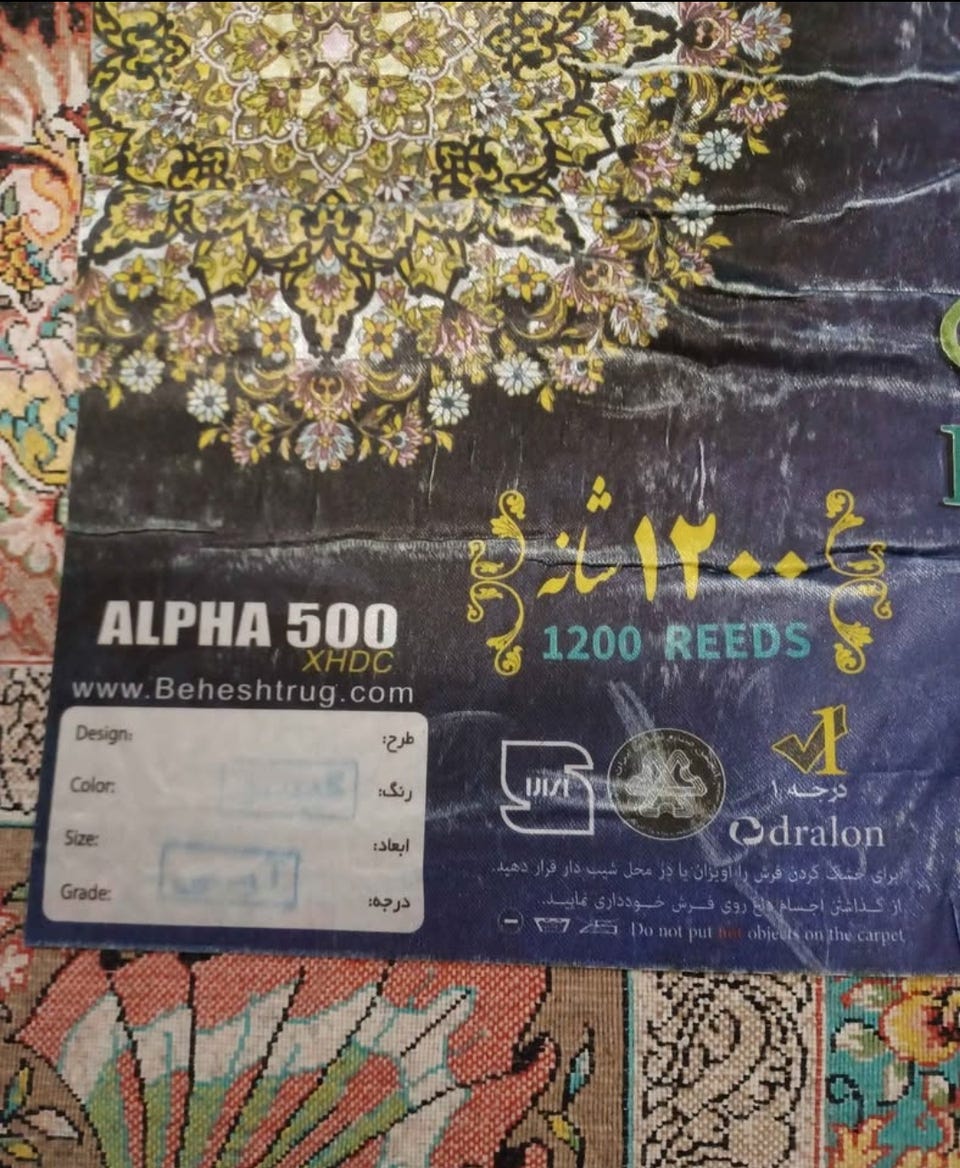 ۱۲۰۰ شانه
1200 REEDS
ALPHA 500
XHDC
www.Beheshtrug.com
Design: طرح:
Color: رنگ:
Size: ابعاد:
Grade: درجه:
1
درجه ۱
dralon
برای خشک کردن فرش را آویزان یا در محل شیب دار قرار دهید.
از گذاشتن اجسام داغ روی فرش خودداری نمایید.
Do not put hot objects on the carpet